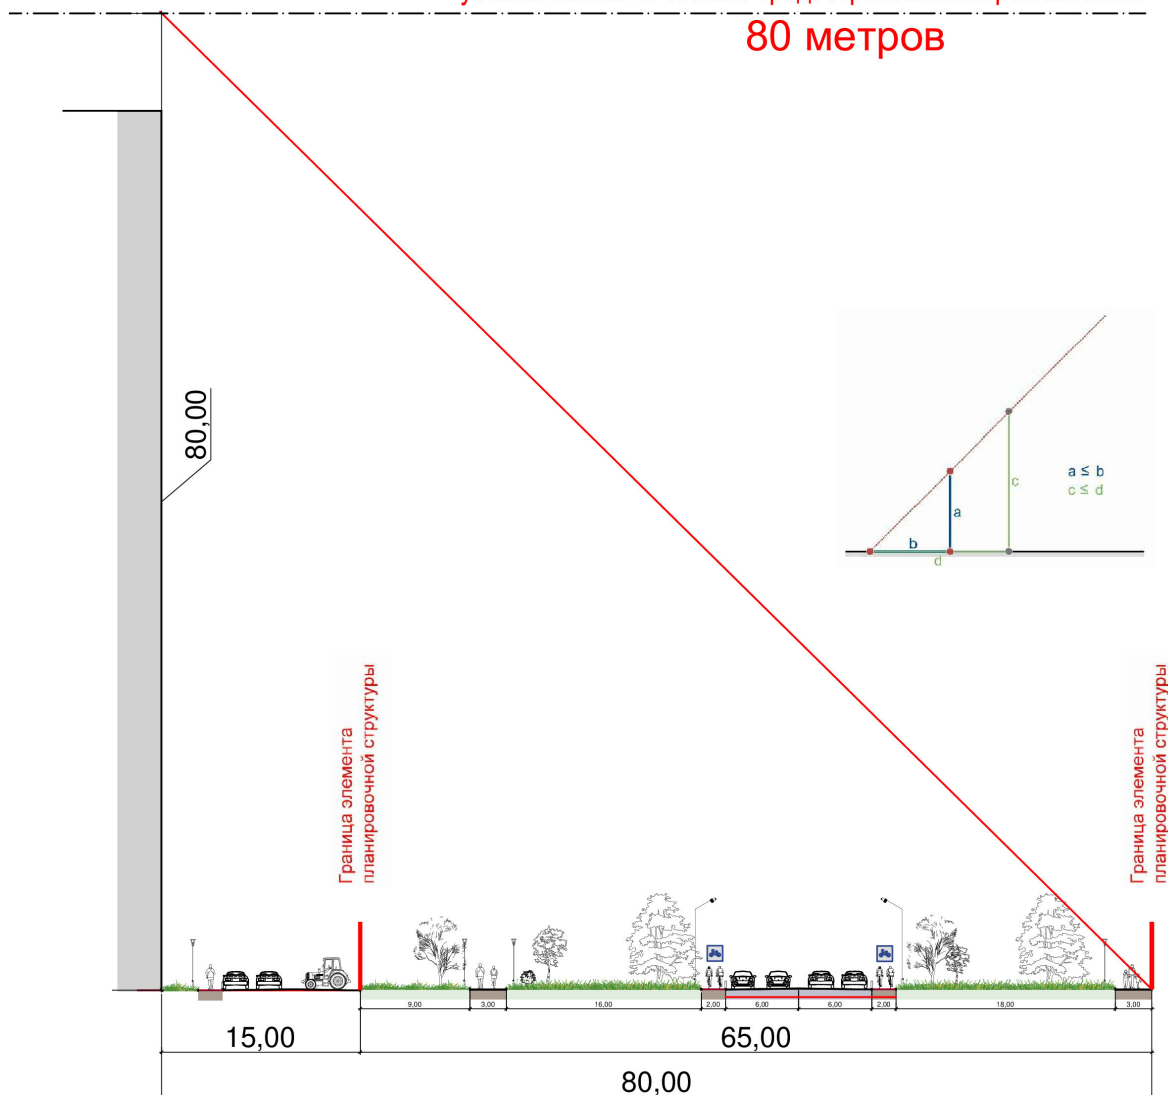 80 метров
80,00
a ≤ b
c ≤ d
c
a
b
d
Граница элемента
планировочной структуры
Граница элемента
планировочной структуры
9,00
3,00
16,00
2,00
6,00
6,00
2,00
18,00
3,00
15,00
65,00
80,00